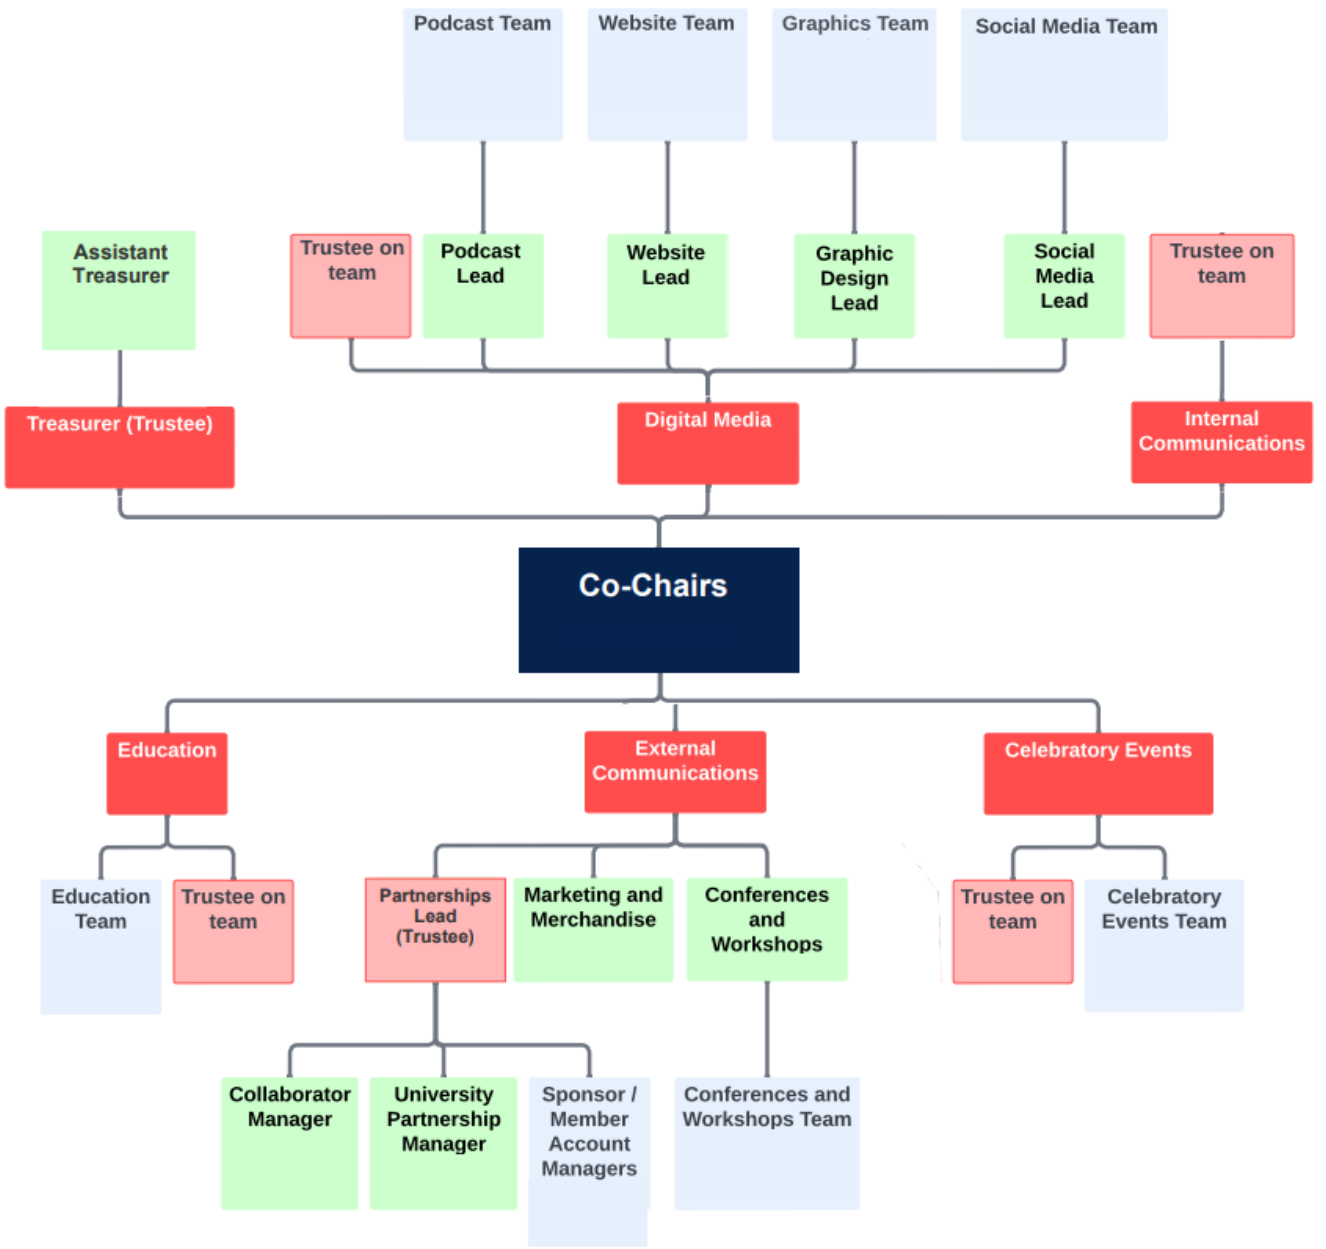 Podcast Team
Website Team
Graphics Team
Social Media Team
Assistant
Treasurer
Trustee on
team
Podcast
Lead
Website
Lead
Graphic
Design
Lead
Social
Media
Lead
Trustee on
team
Treasurer (Trustee)
Digital Media
Internal
Communications
Co-Chairs
Education
External
Communications
Celebratory Events
Education
Team
Trustee on
team
Partnerships
Lead
(Trustee)
Marketing and
Merchandise
Conferences
and
Workshops
Trustee on
team
Celebratory
Events Team
Collaborator
Manager
University
Partnership
Manager
Sponsor /
Member
Account
Managers
Conferences and
Workshops Team